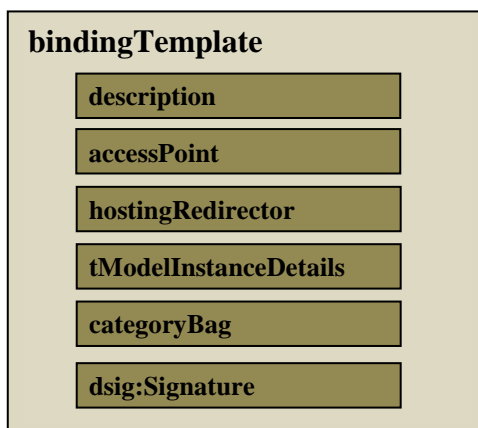 bindingTemplate
description
accessPoint
hostingRedirector
tModelInstanceDetails
categoryBag
dsig:Signature